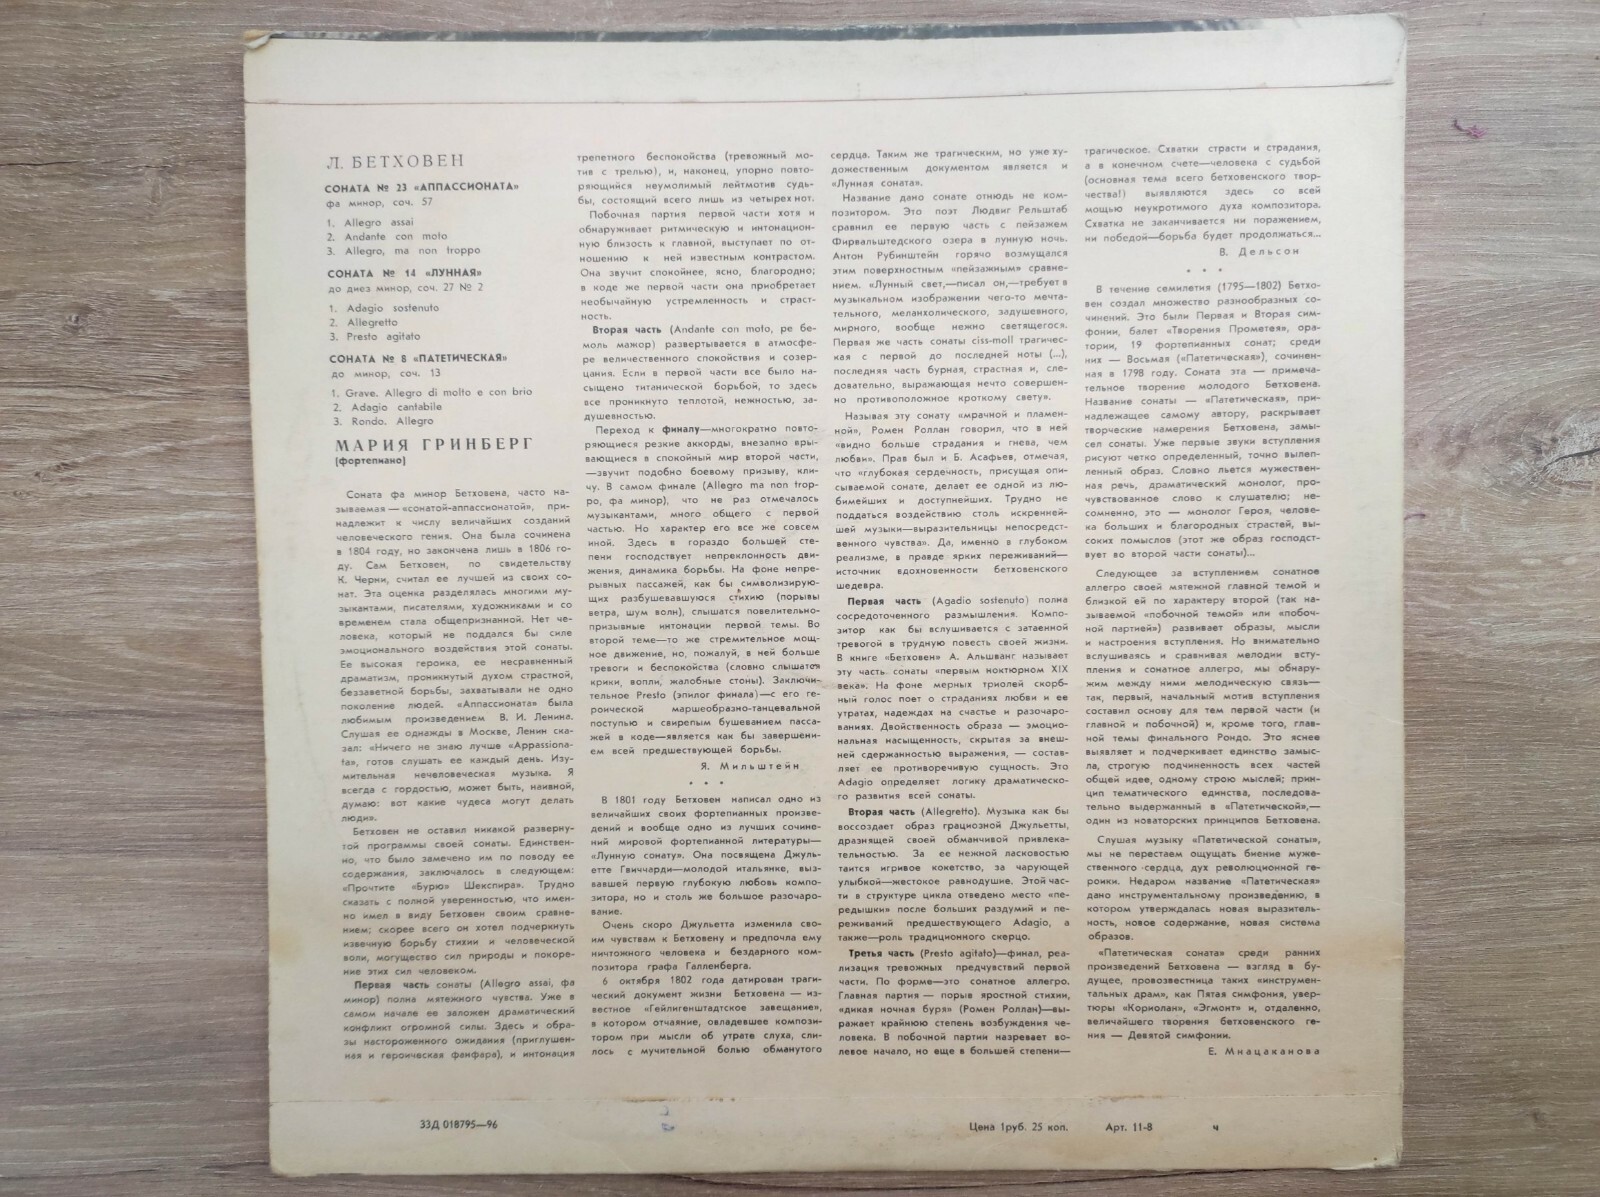 Л. БЕТХОВЕН
СОНАТА № 23 «АППАССИОНАТА»
фа минор, соч. 57
1. Allegro assai
2. Andante con moto
3. Allegro, ma non troppo
СОНАТА № 14 «ЛУННАЯ»
до диез минор, соч. 27 № 2
1. Adagio sostenuto
2. Allegretto
3. Presto agitato
СОНАТА № 8 «ПАТЕТИЧЕСКАЯ»
до минор, соч. 13
1. Grave. Allegro di molto e con brio
2. Adagio cantabile
3. Rondo. Allegro
МАРИЯ ГРИНБЕРГ
(фортепиано)
Соната фа минор Бетховена, часто на-
зываемая — «сонатой-аппассионатой», при-
надлежит к числу величайших созданий
человеческого гения. Она была сочинена
в 1804 году, но закончена лишь в 1806 го-
ду. Сам Бетховен, по свидетельству
К. Черни, считал ее лучшей из своих со-
нат. Эта оценка разделялась многими му-
зыкантами, писателями, художниками и со
временем стала общепризнанной. Нет че-
ловека, который не поддался бы силе
эмоционального воздействия этой сонаты.
Ее высокая героика, ее несравненный
драматизм, проникнутый духом страстной,
беззаветной борьбы, захватывали не одно
поколение людей. «Аппассионата» была
любимым произведением В. И. Ленина.
Слушая ее однажды в Москве, Ленин ска-
зал: «Ничего не знаю лучше «Appassiona-
ta», готов слушать ее каждый день. Изу-
мительная нечеловеческая музыка. Я
всегда с гордостью, может быть, наивной,
думаю: вот какие чудеса могут делать
люди».
Бетховен не оставил никакой разверну-
той программы своей сонаты. Единствен-
но, что было замечено им по поводу ее
содержания, заключалось в следующем:
«Прочтите «Бурю» Шекспира». Трудно
сказать с полной уверенностью, что имен-
но имел в виду Бетховен своим сравне-
нием; скорее всего он хотел подчеркнуть
извечную борьбу стихии и человеческой
воли, могущество сил природы и покоре-
ние этих сил человеком.
Первая часть сонаты (Allegro assai, фа
минор) полна мятежного чувства. Уже в
самом начале ее заложен драматический
конфликт огромной силы. Здесь и обра-
зы настороженного ожидания (приглушен-
ная и героическая фанфара), и интонация
трепетного беспокойства (тревожный мо-
тив с трелью), и, наконец, упорно повто-
ряющийся неумолимый лейтмотив судь-
бы, состоящий всего лишь из четырех нот.
Побочная партия первой части хотя и
обнаруживает ритмическую и интонацион-
ную близость к главной, выступает по от-
ношению к ней известным контрастом.
Она звучит спокойнее, ясно, благородно;
в коде же первой части она приобретает
необычайную устремленность и страст-
ность.
Вторая часть (Andante con moto, ре бе-
моль мажор) развертывается в атмосфе-
ре величественного спокойствия и созер-
цания. Если в первой части все было на-
сыщено титанической борьбой, то здесь
все проникнуто теплотой, нежностью, за-
душевностью.
Переход к финалу—многократно повто-
ряющиеся резкие аккорды, внезапно вры-
вающиеся в спокойный мир второй части,
—звучит подобно боевому призыву, кли-
чу. В самом финале (Allegro ma non trop-
po, фа минор), что не раз отмечалось
музыкантами, много общего с первой
частью. Но характер его все же совсем
иной. Здесь в гораздо большей сте-
пени господствует непреклонность дви-
жения, динамика борьбы. На фоне непре-
рывных пассажей, как бы символизирую-
щих разбушевавшуюся стихию (порывы
ветра, шум волн), слышатся повелительно-
призывные интонации первой темы. Во
второй теме—то же стремительное мощ-
ное движение, но, пожалуй, в ней больше
тревоги и беспокойства (словно слышатся
крики, вопли, жалобные стоны). Заключи-
тельное Presto (эпилог финала)—с его ге-
роической маршеобразно-танцевальной
поступью и свирепым бушеванием пасса-
жей в коде—является как бы завершени-
ем всей предшествующей борьбы.
Я. Мильштейн
* * *
В 1801 году Бетховен написал одно из
величайших своих фортепианных произве-
дений и вообще одно из лучших сочине-
ний мировой фортепианной литературы—
«Лунную сонату». Она посвящена Джуль-
етте Гвиччарди—молодой итальянке, выз-
вавшей первую глубокую любовь компо-
зитора, но и столь же большое разочаро-
вание.
Очень скоро Джульетта изменила сво-
им чувствам к Бетховену и предпочла ему
ничтожного человека и бездарного ком-
позитора графа Галленберга.
6 октября 1802 года датирован траги-
ческий документ жизни Бетховена — из-
вестное «Гейлигенштадтское завещание»,
в котором отчаяние, овладевшее компози-
тором при мысли об утрате слуха, сли-
лось с мучительной болью обманутого
сердца. Таким же трагическим, но уже ху-
дожественным документом является и
«Лунная соната».
Название дано сонате отнюдь не ком-
позитором. Это поэт Людвиг Рельштаб
сравнил ее первую часть с пейзажем
Фирвальштедского озера в лунную ночь.
Антон Рубинштейн горячо возмущался
этим поверхностным «пейзажным» сравне-
нием. «Лунный свет,—писал он,—требует в
музыкальном изображении чего-то мечта-
тельного, меланхолического, задушевного,
мирного, вообще нежно светящегося.
Первая же часть сонаты ciss-moll трагичес-
кая с первой до последней ноты (...),
последняя часть бурная, страстная и, сле-
довательно, выражающая нечто совершен-
но противоположное кроткому свету».
Называя эту сонату «мрачной и пламен-
ной», Ромен Роллан говорил, что в ней
«видно больше страдания и гнева, чем
любви». Прав был и Б. Асафьев, отмечая,
что «глубокая сердечность, присущая опи-
сываемой сонате, делает ее одной из лю-
бимейших и доступнейших. Трудно не
поддаться воздействию столь искренней-
шей музыки—выразительницы непосредст-
венного чувства». Да, именно в глубоком
реализме, в правде ярких переживаний—
источник вдохновенности бетховенского
шедевра.
Первая часть (Agadio sostenuto) полна
сосредоточенного размышления. Компо-
зитор как бы вслушивается с затаенной
тревогой в трудную повесть своей жизни.
В книге «Бетховен» А. Альшванг называет
эту часть сонаты «первым ноктюрном XIX
века». На фоне мерных триолей скорб-
ный голос поет о страданиях любви и ее
утратах, надеждах на счастье и разочаро-
ваниях. Двойственность образа — эмоцио-
нальная насыщенность, скрытая за внеш-
ней сдержанностью выражения, — состав-
ляет ее противоречивую сущность. Это
Adagio определяет логику драматическо-
го развития всей сонаты.
Вторая часть (Allegretto). Музыка как бы
воссоздает образ грациозной Джульетты,
дразнящей своей обманчивой привлека-
тельностью. За ее нежной ласковостью
таится игривое кокетство, за чарующей
улыбкой—жестокое равнодушие. Этой час-
ти в структуре цикла отведено место «пе-
редышки» после больших раздумий и пе-
реживаний предшествующего Adagio, а
также—роль традиционного скерцо.
Третья часть (Presto agitato)—финал, реа-
лизация тревожных предчувствий первой
части. По форме—это сонатное аллегро.
Главная партия — порыв яростной стихии,
«дикая ночная буря» (Ромен Роллан)—вы-
ражает крайнюю степень возбуждения че-
ловека. В побочной партии назревает во-
левое начало, но еще в большей степени—
трагическое. Схватки страсти и страдания,
а в конечном счете—человека с судьбой
(основная тема всего бетховенского твор-
чества!) выявляются здесь со всей
мощью неукротимого духа композитора.
Схватка не заканчивается ни поражением,
ни победой—борьба будет продолжаться...
В. Дельсон
* * *
В течение семилетия (1795—1802) Бетхо-
вен создал множество разнообразных со-
чинений. Это были Первая и Вторая сим-
фонии, балет «Творения Прометея», ора-
тории, 19 фортепианных сонат; среди
них — Восьмая («Патетическая»), сочинен-
ная в 1798 году. Соната эта — примеча-
тельное творение молодого Бетховена.
Название сонаты — «Патетическая», при-
надлежащее самому автору, раскрывает
творческие намерения Бетховена, замы-
сел сонаты. Уже первые звуки вступления
рисуют четко определенный, точно вылеп-
ленный образ. Словно льется мужествен-
ная речь, драматический монолог, про-
чувствованное слово к слушателю; не-
сомненно, это — монолог Героя, челове-
ка больших и благородных страстей, вы-
соких помыслов (этот же образ господст-
вует во второй части сонаты)...
Следующее за вступлением сонатное
аллегро своей мятежной главной темой и
близкой ей по характеру второй (так на-
зываемой «побочной темой» или «побоч-
ной партией») развивает образы, мысли
и настроения вступления. Но внимательно
вслушиваясь и сравнивая мелодии всту-
пления и сонатное аллегро, мы обнару-
жим между ними мелодическую связь—
так, первый, начальный мотив вступления
составил основу для тем первой части (и
главной и побочной) и, кроме того, глав-
ной темы финального Рондо. Это яснее
выявляет и подчеркивает единство замыс-
ла, строгую подчиненность всех частей
общей идее, одному строю мыслей; прин-
цип тематического единства, последова-
тельно выдержанный в «Патетической»,—
один из новаторских принципов Бетховена.
Слушая музыку «Патетической сонаты»,
мы не перестаем ощущать биение муже-
ственного сердца, дух революционной ге-
роики. Недаром название «Патетическая»
дано инструментальному произведению, в
котором утверждалась новая выразитель-
ность, новое содержание, новая система
образов.
«Патетическая соната» среди ранних
произведений Бетховена — взгляд в бу-
дущее, провозвестница таких «инструмен-
тальных драм», как Пятая симфония, увер-
тюры «Кориолан», «Эгмонт» и, отдаленно,
величайшего творения бетховенского ге-
ния — Девятой симфонии.
Е. Мнацаканова
33Д 018795—96
Цена 1руб. 25 коп. Арт. 11-8 ч